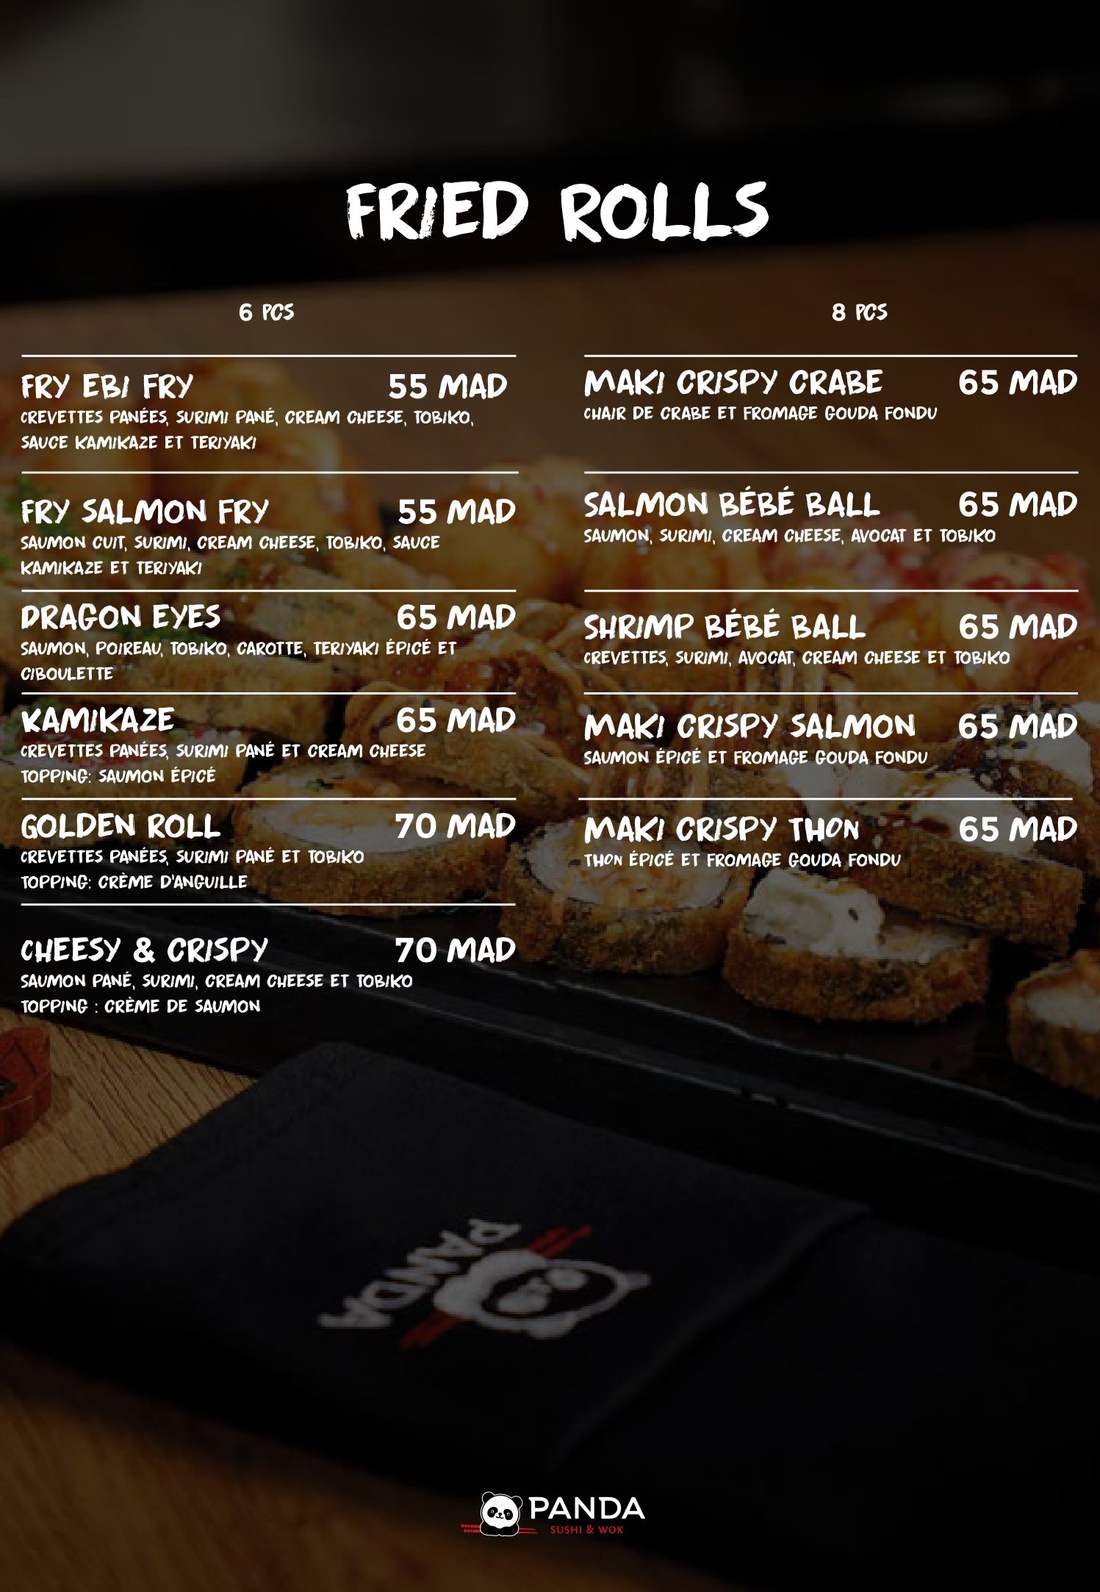 FRIED ROLLS
6 PCS
FRY EBI FRY 55 MAD
CREVETTES PANÉES, SURIMI PANÉ, CREAM CHEESE, TOBIKO,
SAUCE KAMIKAZE ET TERIYAKI
FRY SALMON FRY 55 MAD
SAUMON CUIT, SURIMI, CREAM CHEESE, TOBIKO, SAUCE
KAMIKAZE ET TERIYAKI
DRAGON EYES 65 MAD
SAUMON, POIREAU, TOBIKO, CAROTTE, TERIYAKI ÉPICÉ ET
CIBOULETTE
KAMIKAZE 65 MAD
CREVETTES PANÉES, SURIMI PANÉ ET CREAM CHEESE
TOPPING: SAUMON ÉPICÉ
GOLDEN ROLL 70 MAD
CREVETTES PANÉES, SURIMI PANÉ ET TOBIKO
TOPPING: CRÈME D'ANGUILLE
CHEESY & CRISPY 70 MAD
SAUMON PANÉ, SURIMI, CREAM CHEESE ET TOBIKO
TOPPING : CRÈME DE SAUMON
8 PCS
MAKI CRISPY CRABE 65 MAD
CHAIR DE CRABE ET FROMAGE GOUDA FONDU
SALMON BÉBÉ BALL 65 MAD
SAUMON, SURIMI, CREAM CHEESE, AVOCAT ET TOBIKO
SHRIMP BÉBÉ BALL 65 MAD
CREVETTES, SURIMI, AVOCAT, CREAM CHEESE ET TOBIKO
MAKI CRISPY SALMON 65 MAD
SAUMON ÉPICÉ ET FROMAGE GOUDA FONDU
MAKI CRISPY THON 65 MAD
THON ÉPICÉ ET FROMAGE GOUDA FONDU
PANDA
PANDA
SUSHI & WOK